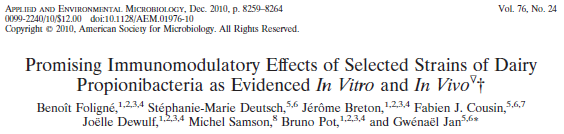 APPLIED AND ENVIRONMENTAL MICROBIOLOGY, Dec. 2010, p. 8259–8264 Vol. 76, No. 24
0099-2240/10/$12.00 doi:10.1128/AEM.01976-10
Copyright © 2010, American Society for Microbiology. All Rights Reserved.
Promising Immunomodulatory Effects of Selected Strains of Dairy
Propionibacteria as Evidenced In Vitro and In Vivo▽†
Benoît Foligné,1,2,3,4 Stéphanie-Marie Deutsch,5,6 Jérôme Breton,1,2,3,4 Fabien J. Cousin,5,6,7
Joëlle Dewulf,1,2,3,4 Michel Samson,8 Bruno Pot,1,2,3,4 and Gwénaël Jan5,6*